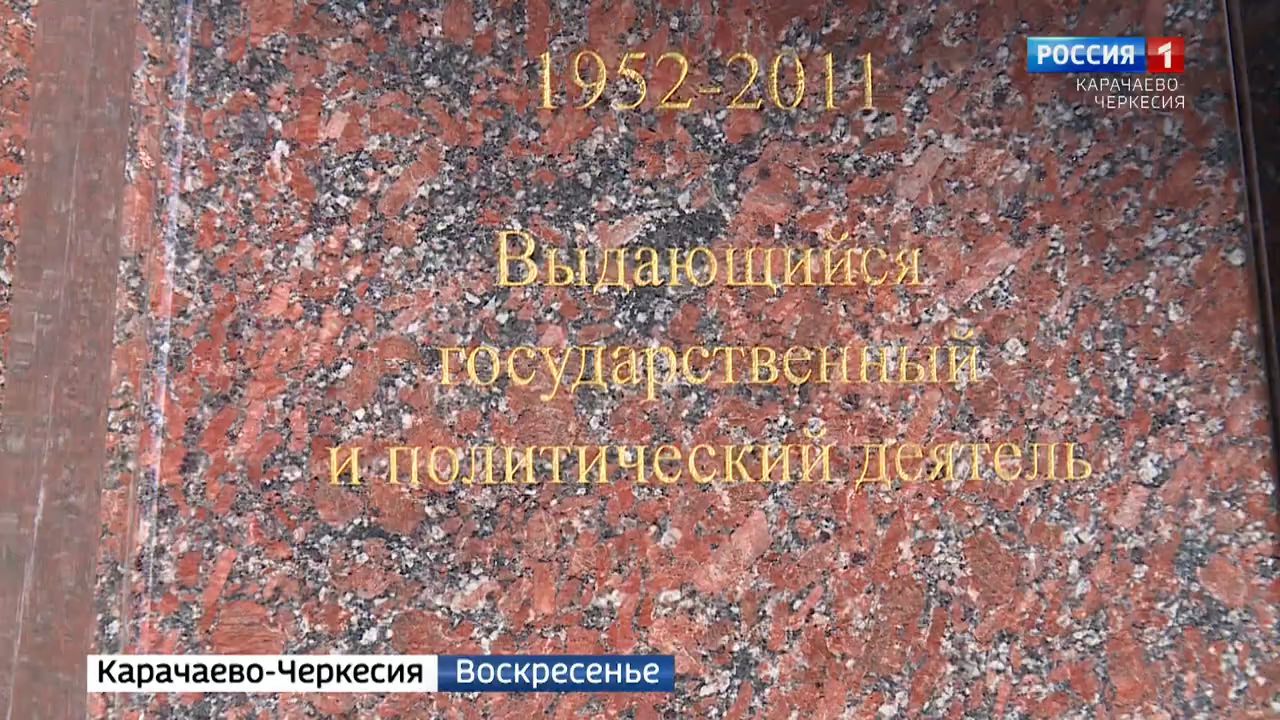 1952-2011
РОССИЯ 1
КАРАЧАЕВО-
ЧЕРКЕСИЯ
Выдающийся
государственный
и политический деятель
Карачаево-Черкесия Воскресенье